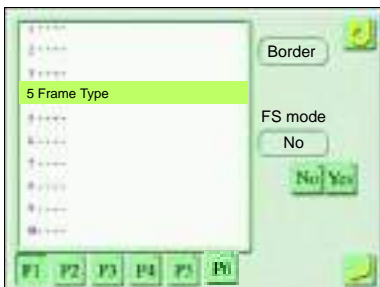 Border
5 Frame Type
FS mode
No
No Yes
P1 P2 P3 P4 P5 P6